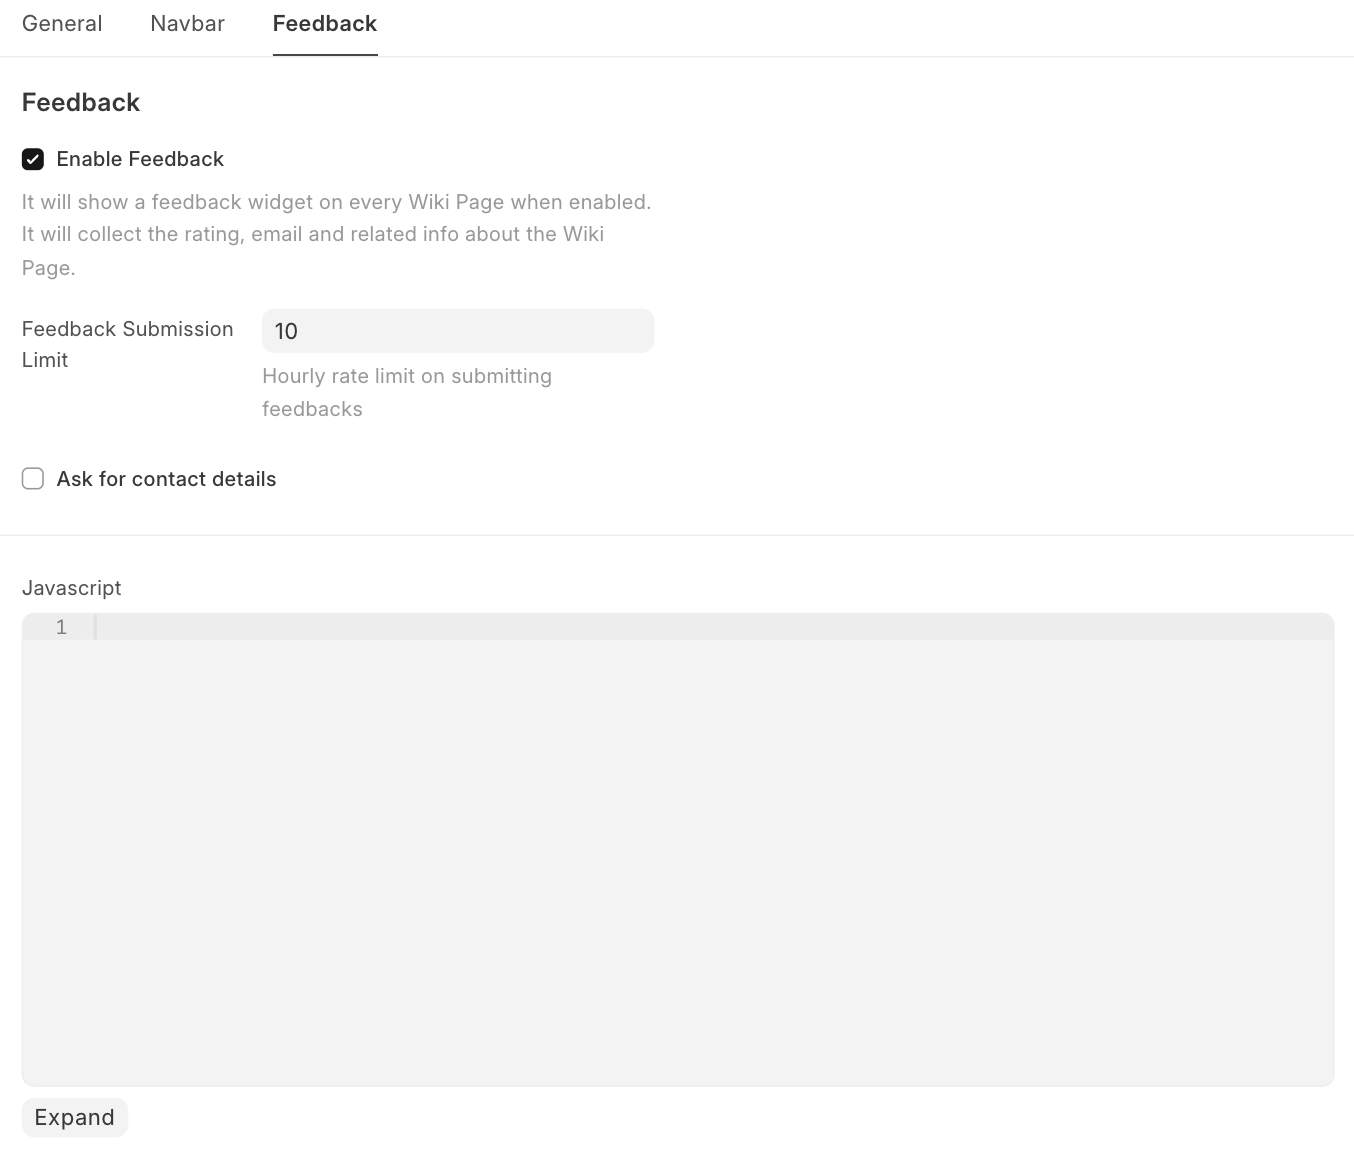 General Navbar Feedback
Feedback
Enable Feedback
It will show a feedback widget on every Wiki Page when enabled.
It will collect the rating, email and related info about the Wiki
Page.
Feedback Submission
Limit
10
Hourly rate limit on submitting
feedbacks
Ask for contact details
Javascript
1
Expand